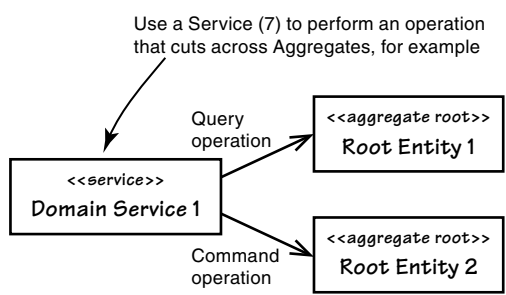 Use a Service (7) to perform an operation
that cuts across Aggregates, for example
Query
operation
<<aggregate root>>
Root Entity 1
<<service>>
Domain Service 1
Command
operation
<<aggregate root>>
Root Entity 2